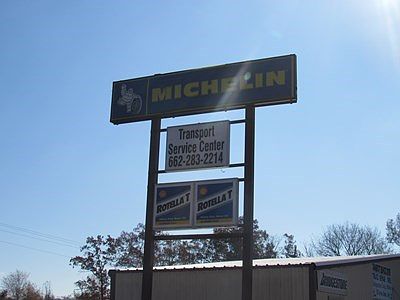 MICHELIN
Transport
Service Center
662-283-2214
ROTELLA T
ROTELLA T
BRIDGESTONE